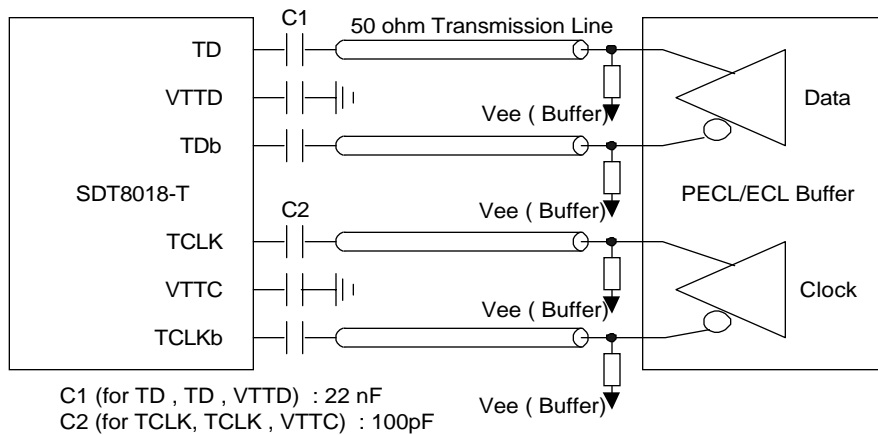 C1
50 ohm Transmission Line
TD
VTTD
Data
Vee ( Buffer)
TDb
SDT8018-T
C2
Vee ( Buffer)
PECL/ECL Buffer
TCLK
VTTC
Clock
Vee ( Buffer)
TCLKb
C1 (for TD , TD , VTTD) : 22 nF
Vee ( Buffer)
C2 (for TCLK, TCLK , VTTC) : 100pF